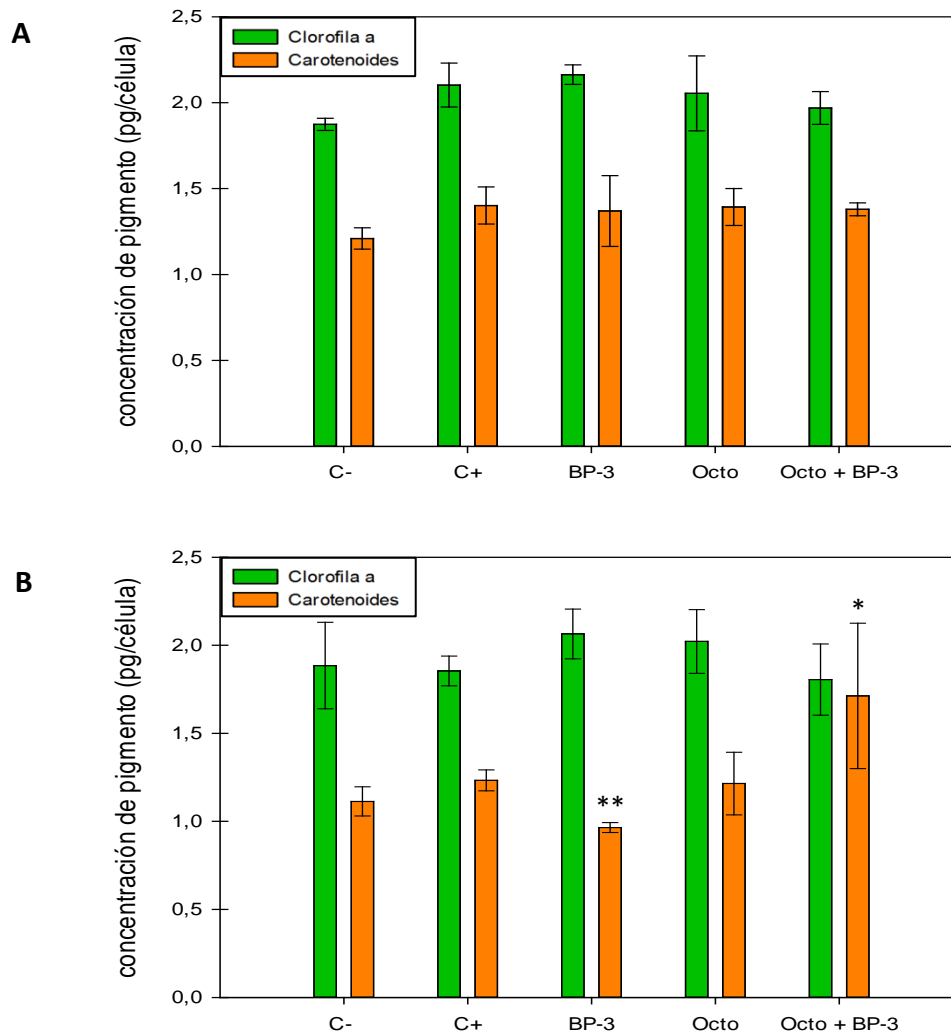 A
concentración de pigmento (pg/célula)
2,5
2,0
1,5
1,0
0,5
0,0
Clorofila a
Carotenoides
C-
C+
BP-3
Octo
Octo + BP-3
B
concentración de pigmento (pg/célula)
2,5
2,0
1,5
1,0
0,5
0,0
Clorofila a
Carotenoides
**
*
C-
C+
BP-3
Octo
Octo + BP-3